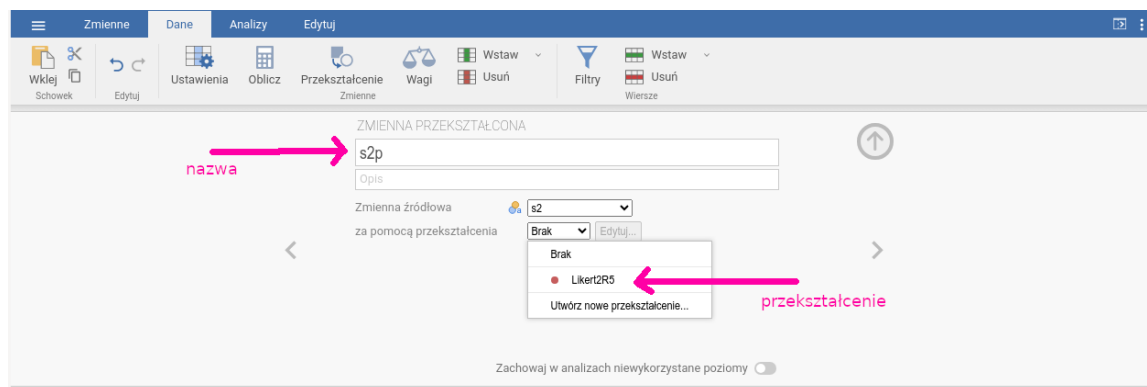 Zmienne Dane Analizy Edytuj
Wklej Ustawienia Oblicz Przekształcenie Wagi Wstaw Usuń Filtry Wstaw Usuń
Schowek Edytuj Zmienne Wiersze
ZMIENNA PRZEKSZTAŁCONA
s2p
nazwa
Opis
Zmienna źródłowa a s2
za pomocą przekształcenia Brak Edytuj...
Brak
Likert2R5
przekształcenie
Utwórz nowe przekształcenie...
Zachowaj w analizach niewykorzystane poziomy